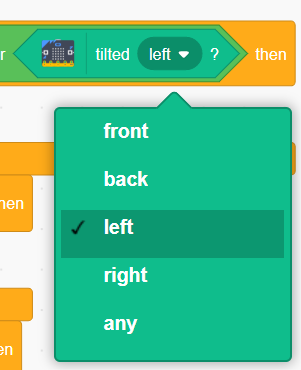 r tilted left ? then
front
back
hen
left
right
any
en